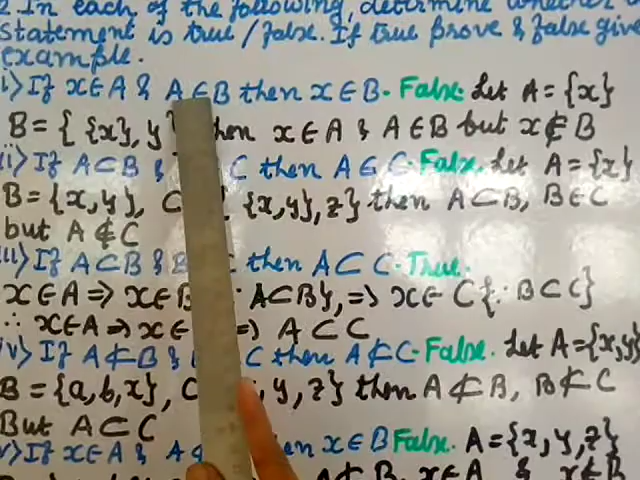 2 In each of the following, determine whether
statement is true / false. If true prove & false give
example.
i) If x∈A & A∈B then x∈B. False. Let A = {x}
B = { {x}, y then x∈A & A∈B but x∉B
ii) If A⊂B & C then A∈C. False. Let A = {x}
B = {x,y}, C {x,y}, z} then A⊂B, B∈C
but A∉C
iii) If A⊂B & B C then A⊂C. True.
x∈A ⇒ x∈B ∵ A⊂B}, ⇒ x∈C {∵ B⊂C}
∴ x∈A ⇒ x∈ ⇒ A⊂C
iv) If A⊄B & C then A⊄C. False. Let A = {x,y}
B = {a,b,x}, C y, z} then A⊄B, B⊄C
But A⊂C
v) If x∈A & A then x∈B False. A = {x,y,z}
A⊄B, x∈A & x∉B